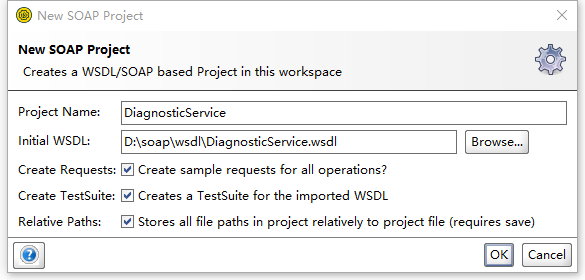 New SOAP Project
New SOAP Project
Creates a WSDL/SOAP based Project in this workspace
Project Name: DiagnosticService
Initial WSDL: D:\soap\wsdl\DiagnosticService.wsdl Browse...
Create Requests: Create sample requests for all operations?
Create TestSuite: Creates a TestSuite for the imported WSDL
Relative Paths: Stores all file paths in project relatively to project file (requires save)
? OK Cancel